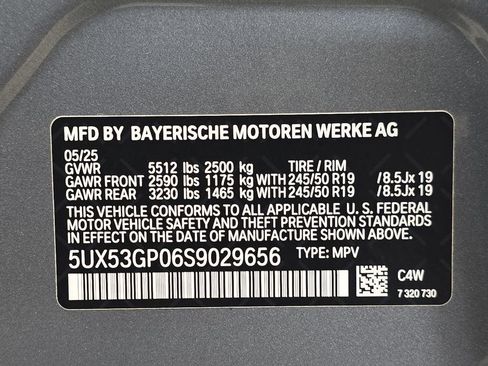 MFD BY BAYERISCHE MOTOREN WERKE AG
05/25
GVWR 5512 lbs 2500 kg TIRE / RIM
GAWR FRONT 2590 lbs 1175 kg WITH 245/50 R19 /8.5Jx 19
GAWR REAR 3230 lbs 1465 kg WITH 245/50 R19 /8.5Jx 19
THIS VEHICLE CONFORMS TO ALL APPLICABLE U. S. FEDERAL
MOTOR VEHICLE SAFETY AND THEFT PREVENTION STANDARDS
IN EFFECT ON THE DATE OF MANUFACTURE SHOWN ABOVE.
5UX53GP06S9029656 TYPE: MPV
C4W
7 320 730